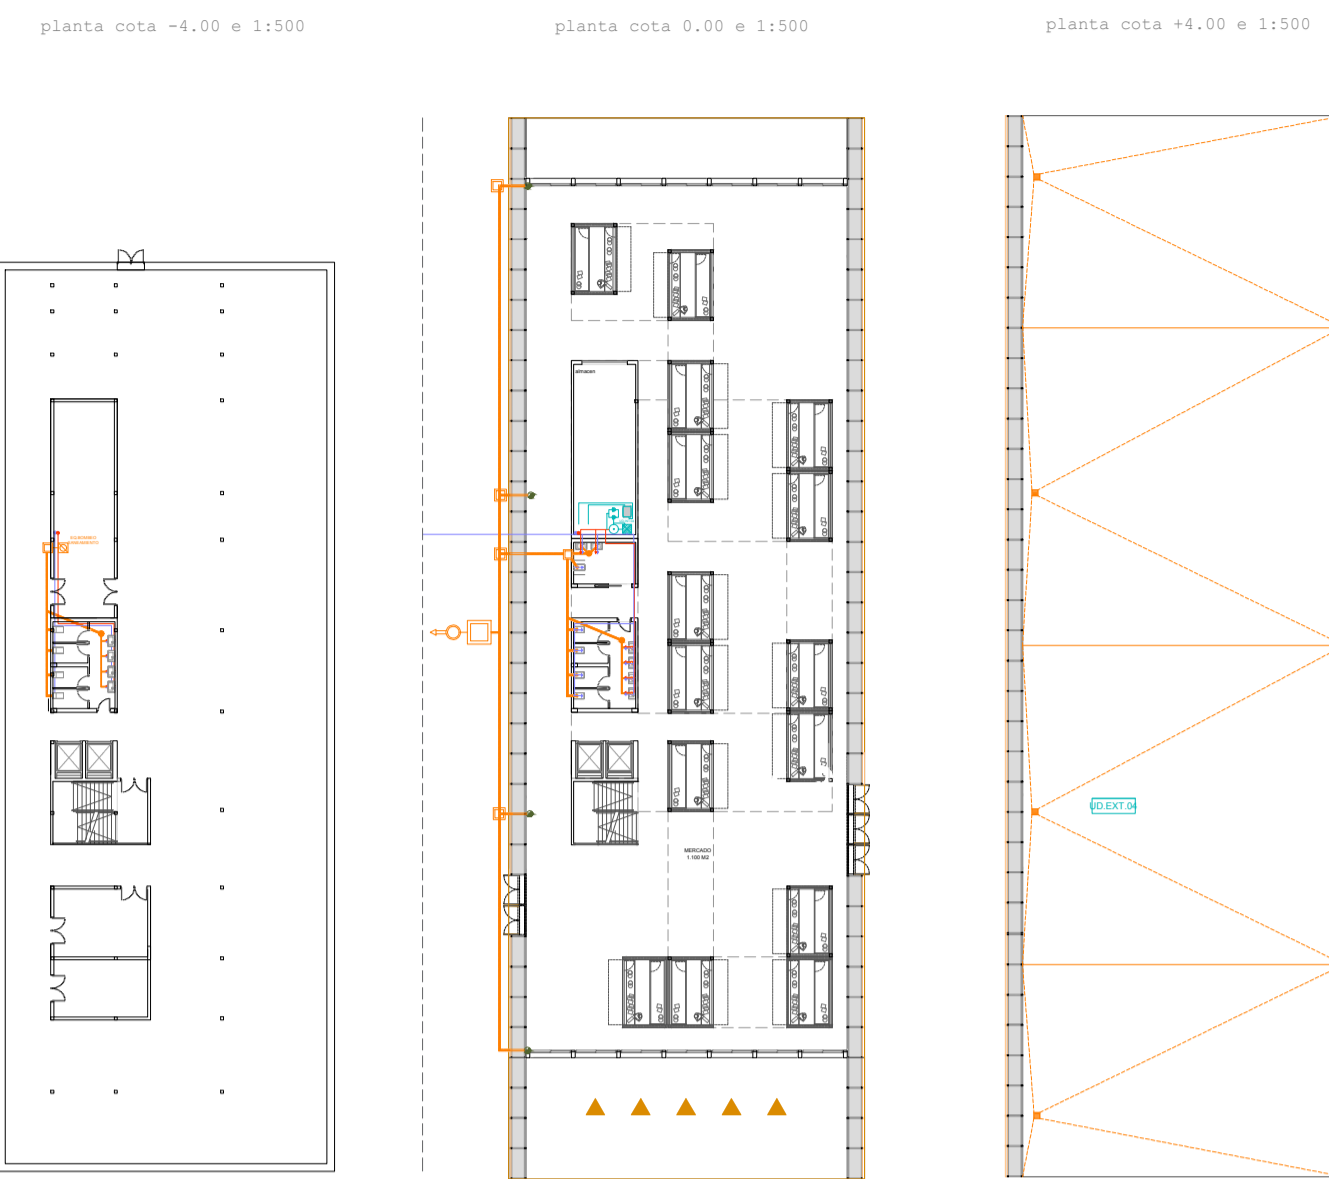 planta cota -4.00 e 1:500
planta cota 0.00 e 1:500
planta cota +4.00 e 1:500
almacen
MERCADO
1.100 M2
UD.EXT.04